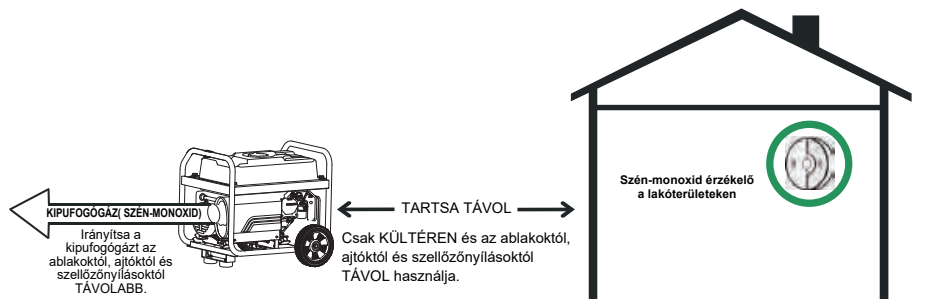 KIPUFOGÓGÁZ( SZÉN-MONOXID)
Irányítsa a
kipufogógázt az
ablakoktól, ajtóktól és
szellőzőnyílásoktól
TÁVOLABB.
TARTSA TÁVOL
Csak KÜLTÉREN és az ablakoktól,
ajtóktól és szellőzőnyílásoktól
TÁVOL használja.
Szén-monoxid érzékelő
a lakóterületeken